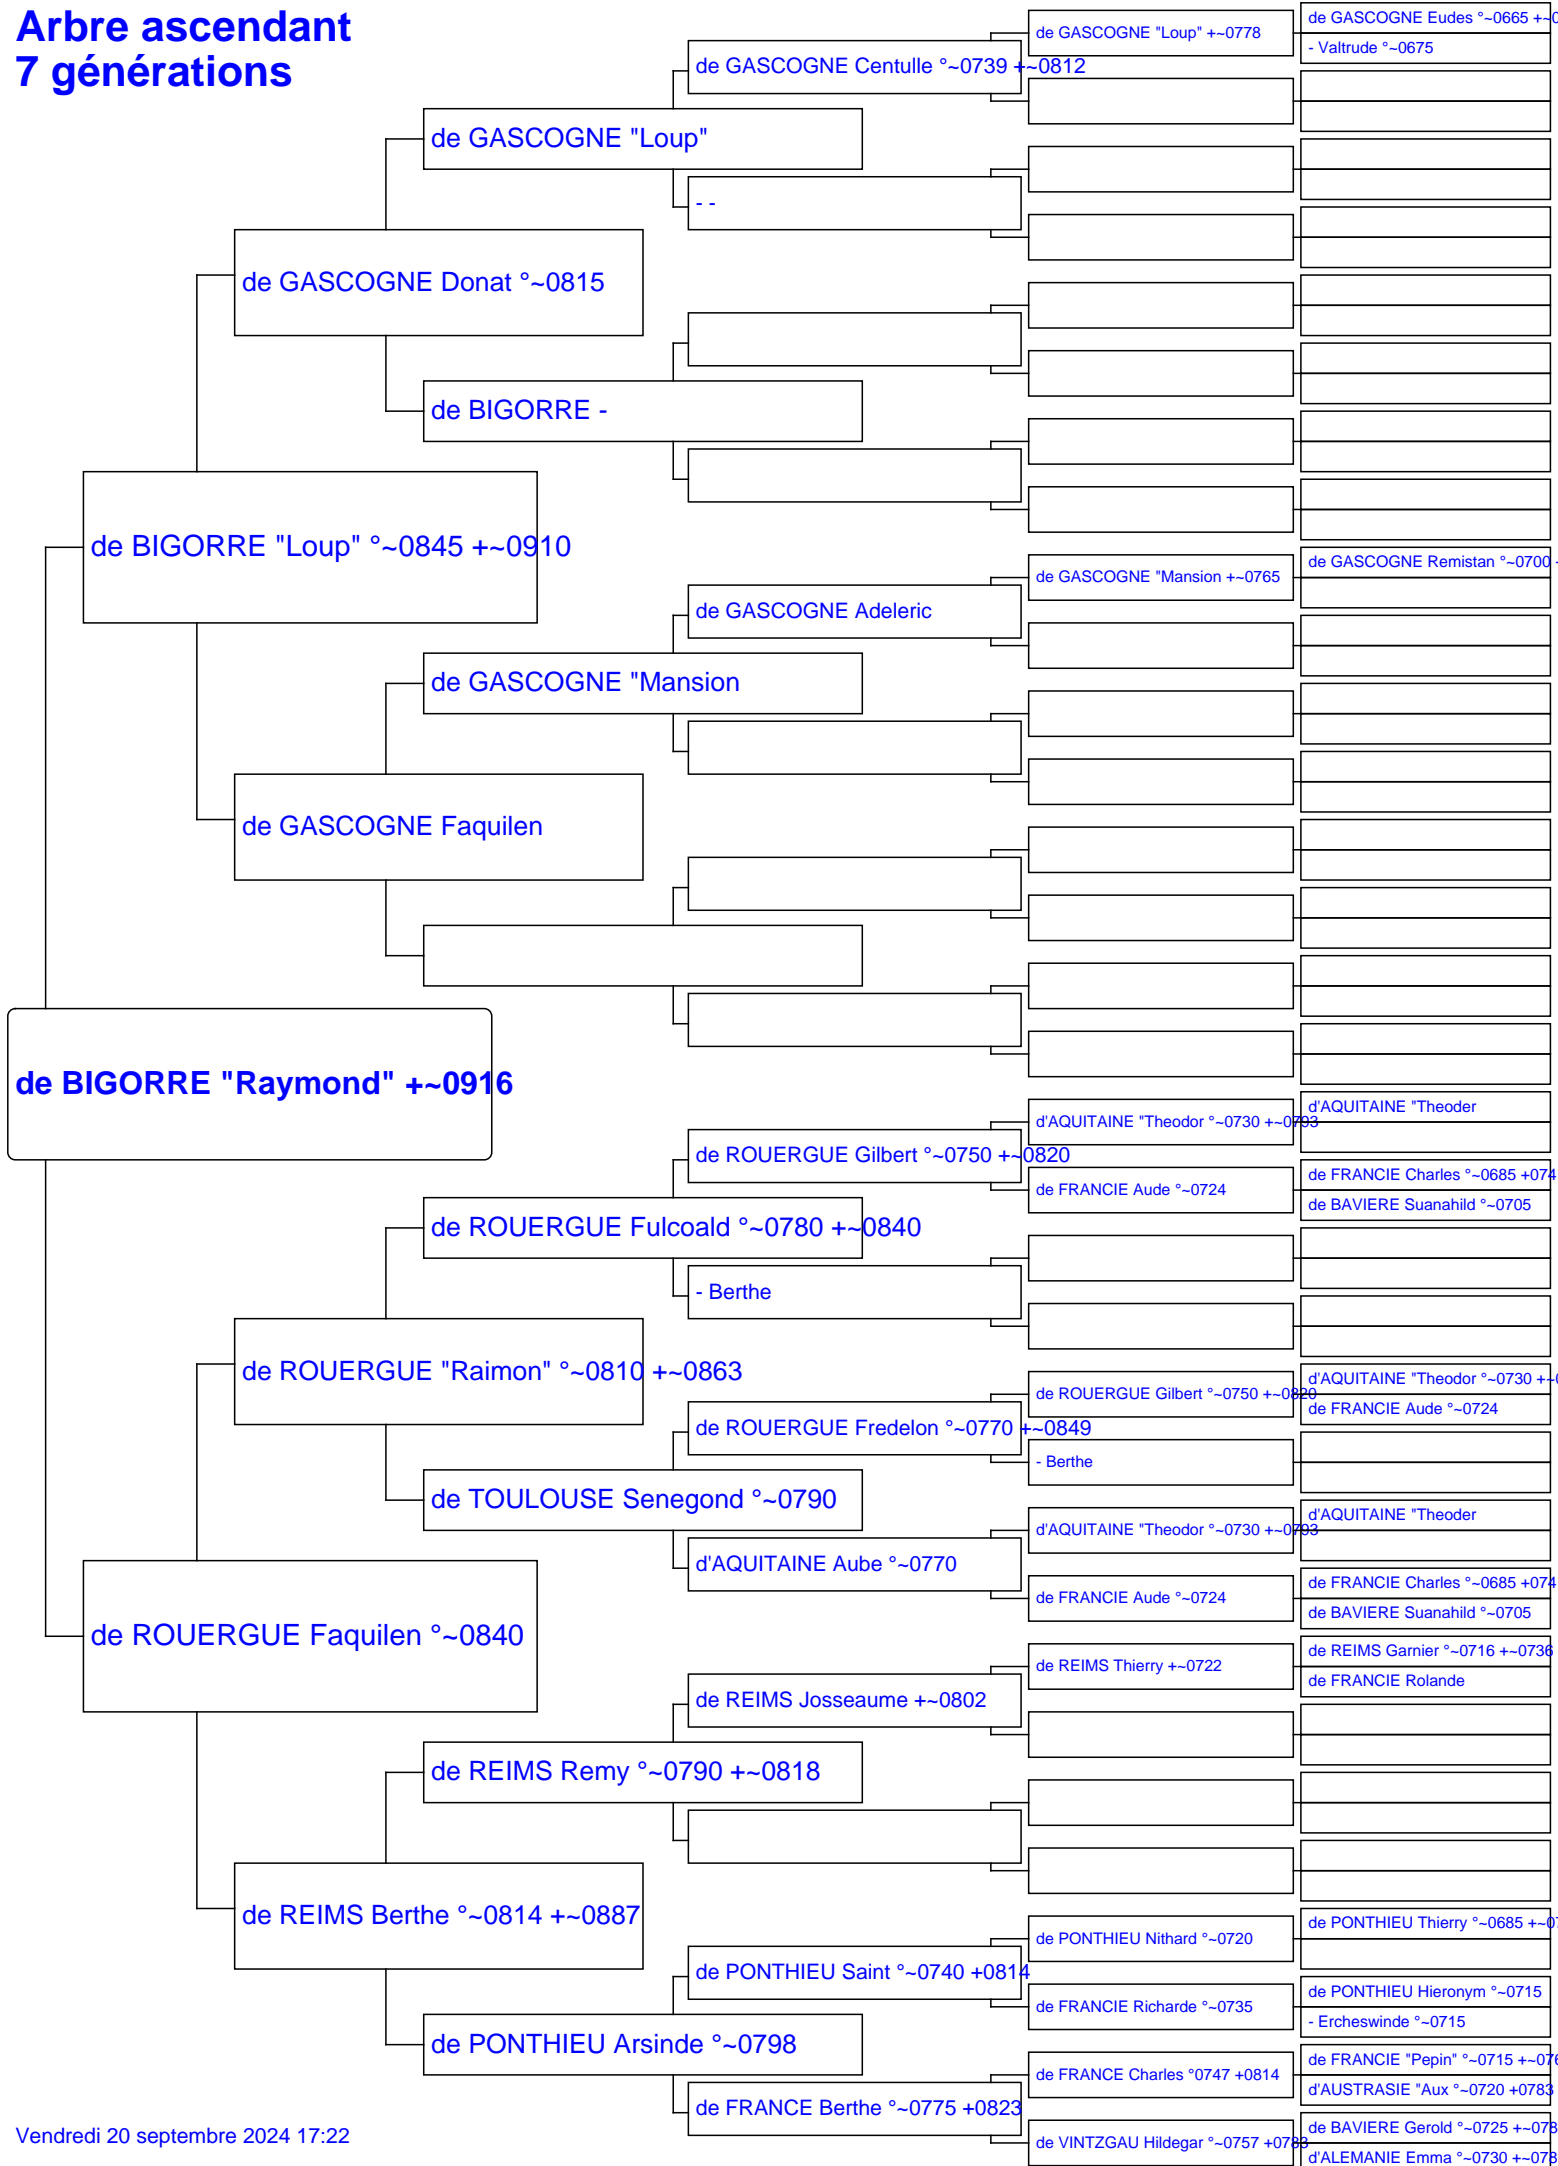 Arbre ascendant
7 générations
de GASCOGNE Eudes °~0665 +~0
de GASCOGNE "Loup" +~0778
- Valtrude °~0675
de GASCOGNE Centulle °~0739 +~0812
de GASCOGNE "Loup"
- -
de GASCOGNE Donat °~0815
de BIGORRE -
de BIGORRE "Loup" °~0845 +~0910
de GASCOGNE Remistan °~0700 -
de GASCOGNE "Mansion +~0765
de GASCOGNE Adeleric
de GASCOGNE "Mansion
de GASCOGNE Faquilen
de BIGORRE "Raymond" +~0916
d'AQUITAINE "Theoder
d'AQUITAINE "Theodor °~0730 +~0793
de ROUERGUE Gilbert °~0750 +~0820
de FRANCIE Charles °~0685 +074
de FRANCIE Aude °~0724
de BAVIERE Suanahild °~0705
de ROUERGUE Fulcoald °~0780 +~0840
- Berthe
de ROUERGUE "Raimon" °~0810 +~0863
d'AQUITAINE "Theodor °~0730 +~0
de ROUERGUE Gilbert °~0750 +~0820
de FRANCIE Aude °~0724
de ROUERGUE Fredelon °~0770 +~0849
- Berthe
de TOULOUSE Senegond °~0790
d'AQUITAINE "Theoder
d'AQUITAINE "Theodor °~0730 +~0793
d'AQUITAINE Aube °~0770
de FRANCIE Charles °~0685 +074
de FRANCIE Aude °~0724
de BAVIERE Suanahild °~0705
de ROUERGUE Faquilen °~0840
de REIMS Garnier °~0716 +~0736
de REIMS Thierry +~0722
de FRANCIE Rolande
de REIMS Josseaume +~0802
de REIMS Remy °~0790 +~0818
de REIMS Berthe °~0814 +~0887
de PONTHIEU Thierry °~0685 +~07
de PONTHIEU Nithard °~0720
de PONTHIEU Saint °~0740 +0814
de PONTHIEU Hieronym °~0715
de FRANCIE Richarde °~0735
- Ercheswinde °~0715
de PONTHIEU Arsinde °~0798
de FRANCIE "Pepin" °~0715 +~076
de FRANCE Charles °0747 +0814
d'AUSTRASIE "Aux °~0720 +0783
de FRANCE Berthe °~0775 +0823
de BAVIERE Gerold °~0725 +~078
de VINTZGAU Hildegar °~0757 +0783
d'ALEMANIE Emma °~0730 +~078
Vendredi 20 septembre 2024 17:22